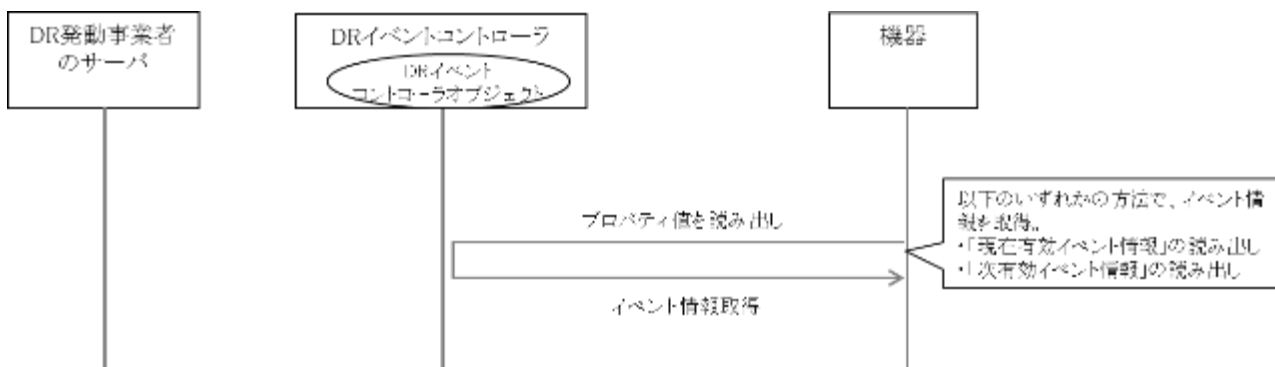 DR発動事業者
のサーバ
DRイベントコントローラ
DRイベント
コントローラオブジェクト
機器
プロパティ値を読み出し
イベント情報取得
以下のいずれかの方法で、イベント情
報を取得。
・「現在有効イベント情報」の読み出し
・「次有効イベント情報」の読み出し